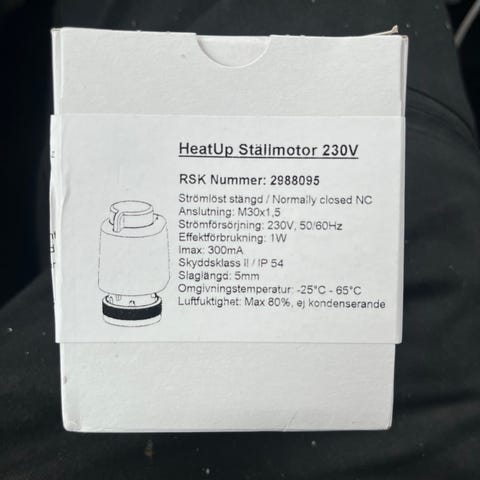 HeatUp Ställmotor 230V
RSK Nummer: 2988095
Strömlöst stängd / Normally closed NC
Anslutning: M30x1,5
Strömförsörjning: 230V, 50/60Hz
Effektförbrukning: 1W
Imax: 300mA
Skyddsklass II / IP 54
Slaglängd: 5mm
Omgivningstemperatur: -25°C - 65°C
Luftfuktighet: Max 80%, ej kondenserande